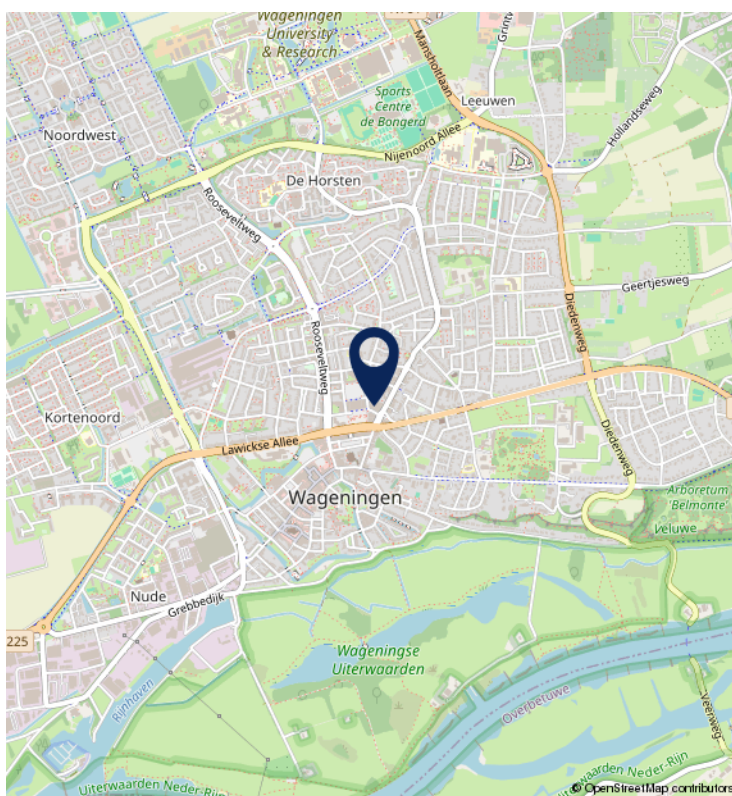 Wageningen
University
& Research
Mansholtlaan
Sports
Centre
de Bongerd
Leeuwen
Hollandseweg
Noordwest
Nijenoord Allee
De Horsten
Rooseveltweg
Geertjesweg
Diedenweg
Rooseveltweg
Kortenoord
Lawickse Allee
Diedenweg
Wageningen
Arboretum
'Belmonte'
Veluwe
Nude
Grebbedijk
225
Wageningse
Uiterwaarden
Rijnhaven
Overbetuwe
Veerweg
Uiterwaarden Neder-Rijn
Uiterwaarden Neder-Rijn
© OpenStreetMap contributors